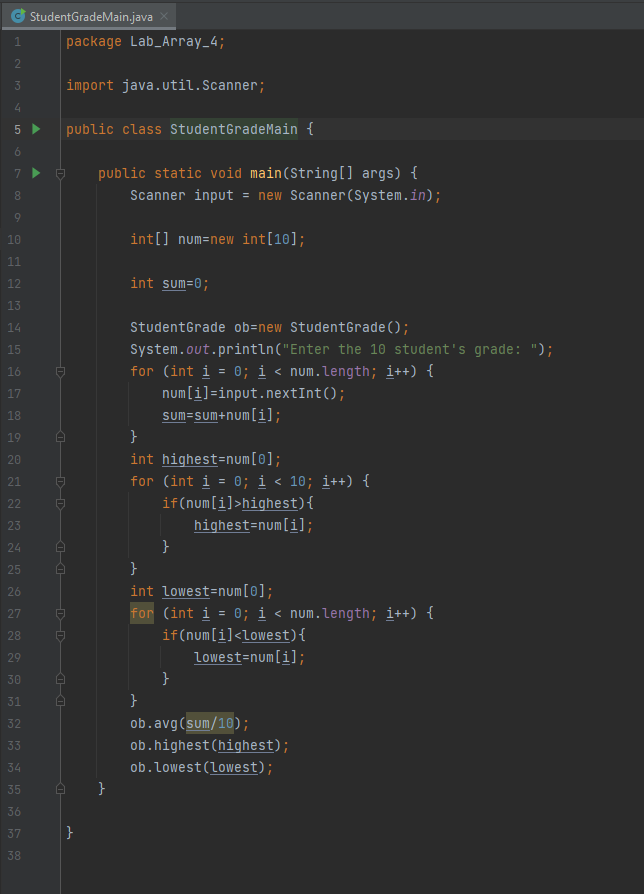 StudentGradeMain.java
1 package Lab_Array_4;
2
3 import java.util.Scanner;
4
5 public class StudentGradeMain {
6
7     public static void main(String[] args) {
8         Scanner input = new Scanner(System.in);
9
10         int[] num=new int[10];
11
12         int sum=0;
13
14         StudentGrade ob=new StudentGrade();
15         System.out.println("Enter the 10 student's grade: ");
16         for (int i = 0; i < num.length; i++) {
17             num[i]=input.nextInt();
18             sum=sum+num[i];
19         }
20         int highest=num[0];
21         for (int i = 0; i < 10; i++) {
22             if(num[i]>highest){
23                 highest=num[i];
24             }
25         }
26         int lowest=num[0];
27         for (int i = 0; i < num.length; i++) {
28             if(num[i]<lowest){
29                 lowest=num[i];
30             }
31         }
32         ob.avg(sum/10);
33         ob.highest(highest);
34         ob.lowest(lowest);
35     }
36
37 }
38